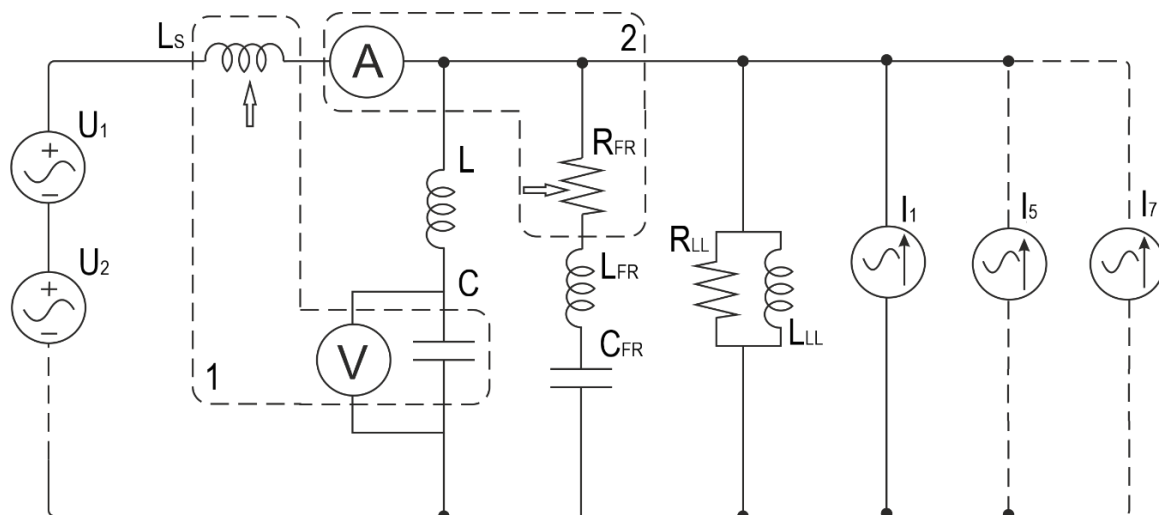 LS
A
2
U1
+
−
L
RFR
RLL
I1
I5
I7
U2
+
−
C
LFR
LLL
V
CFR
1